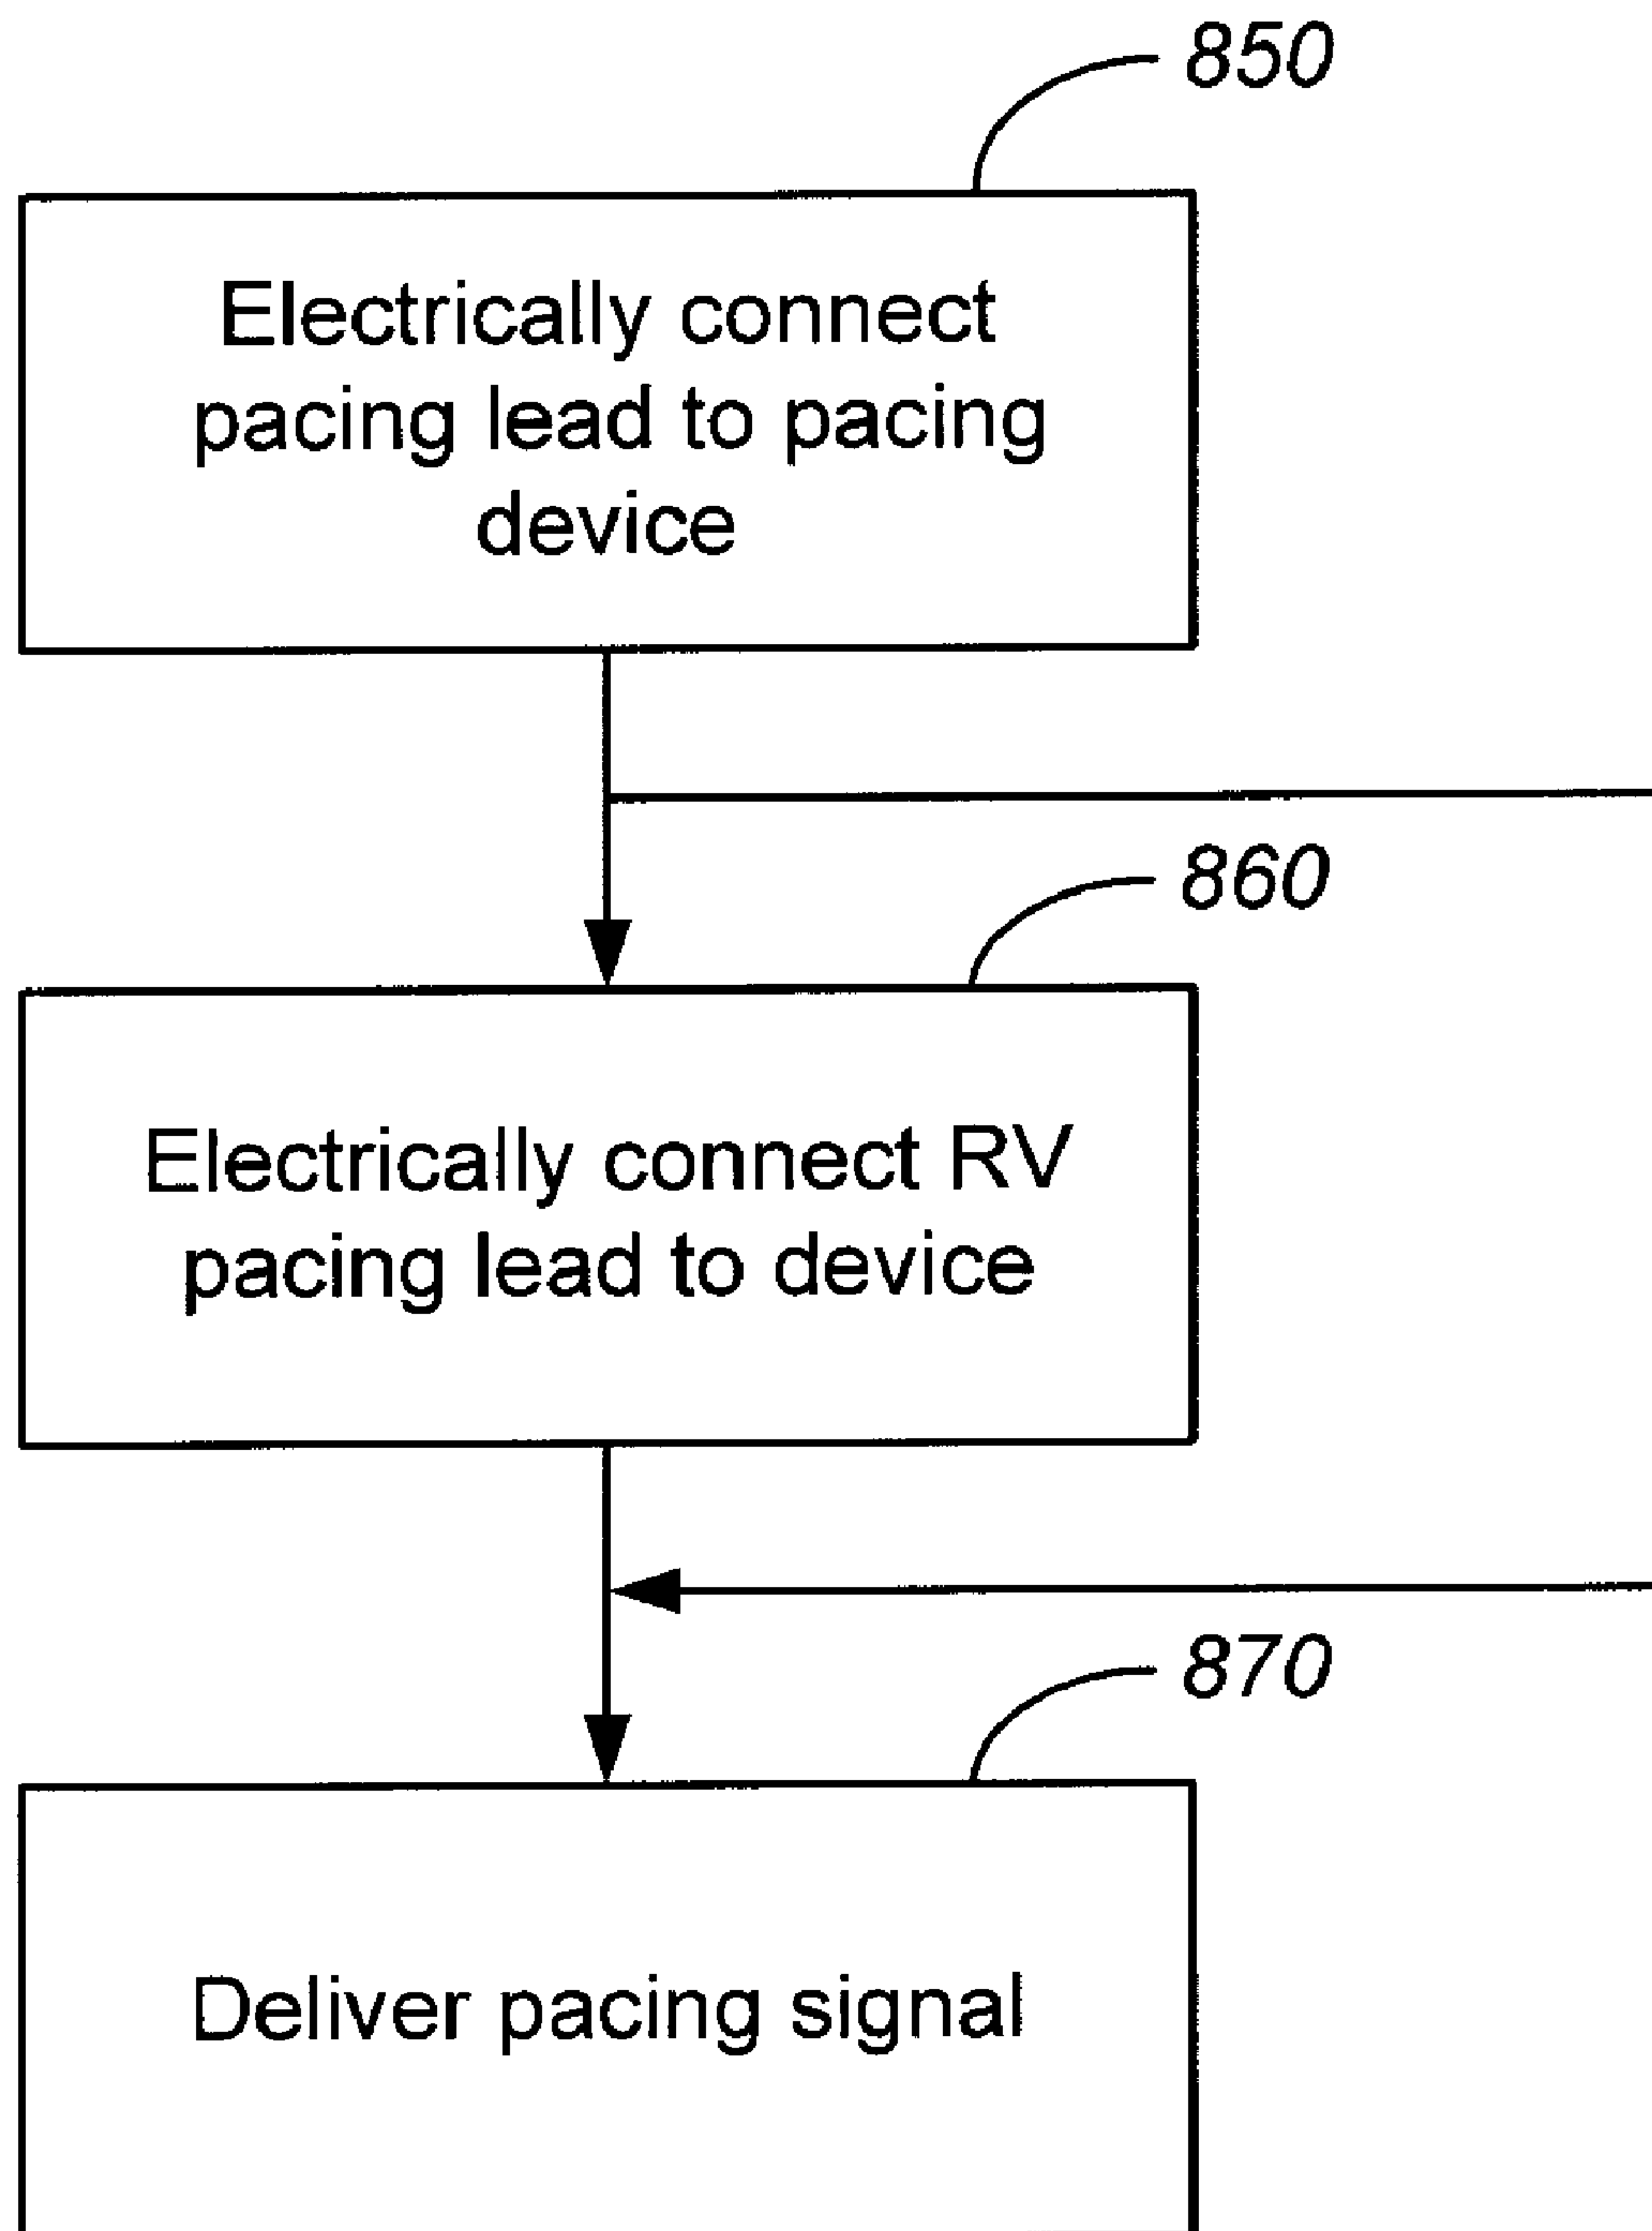 850
Electrically connect
pacing lead to pacing
device
860
Electrically connect RV
pacing lead to device
870
Deliver pacing signal